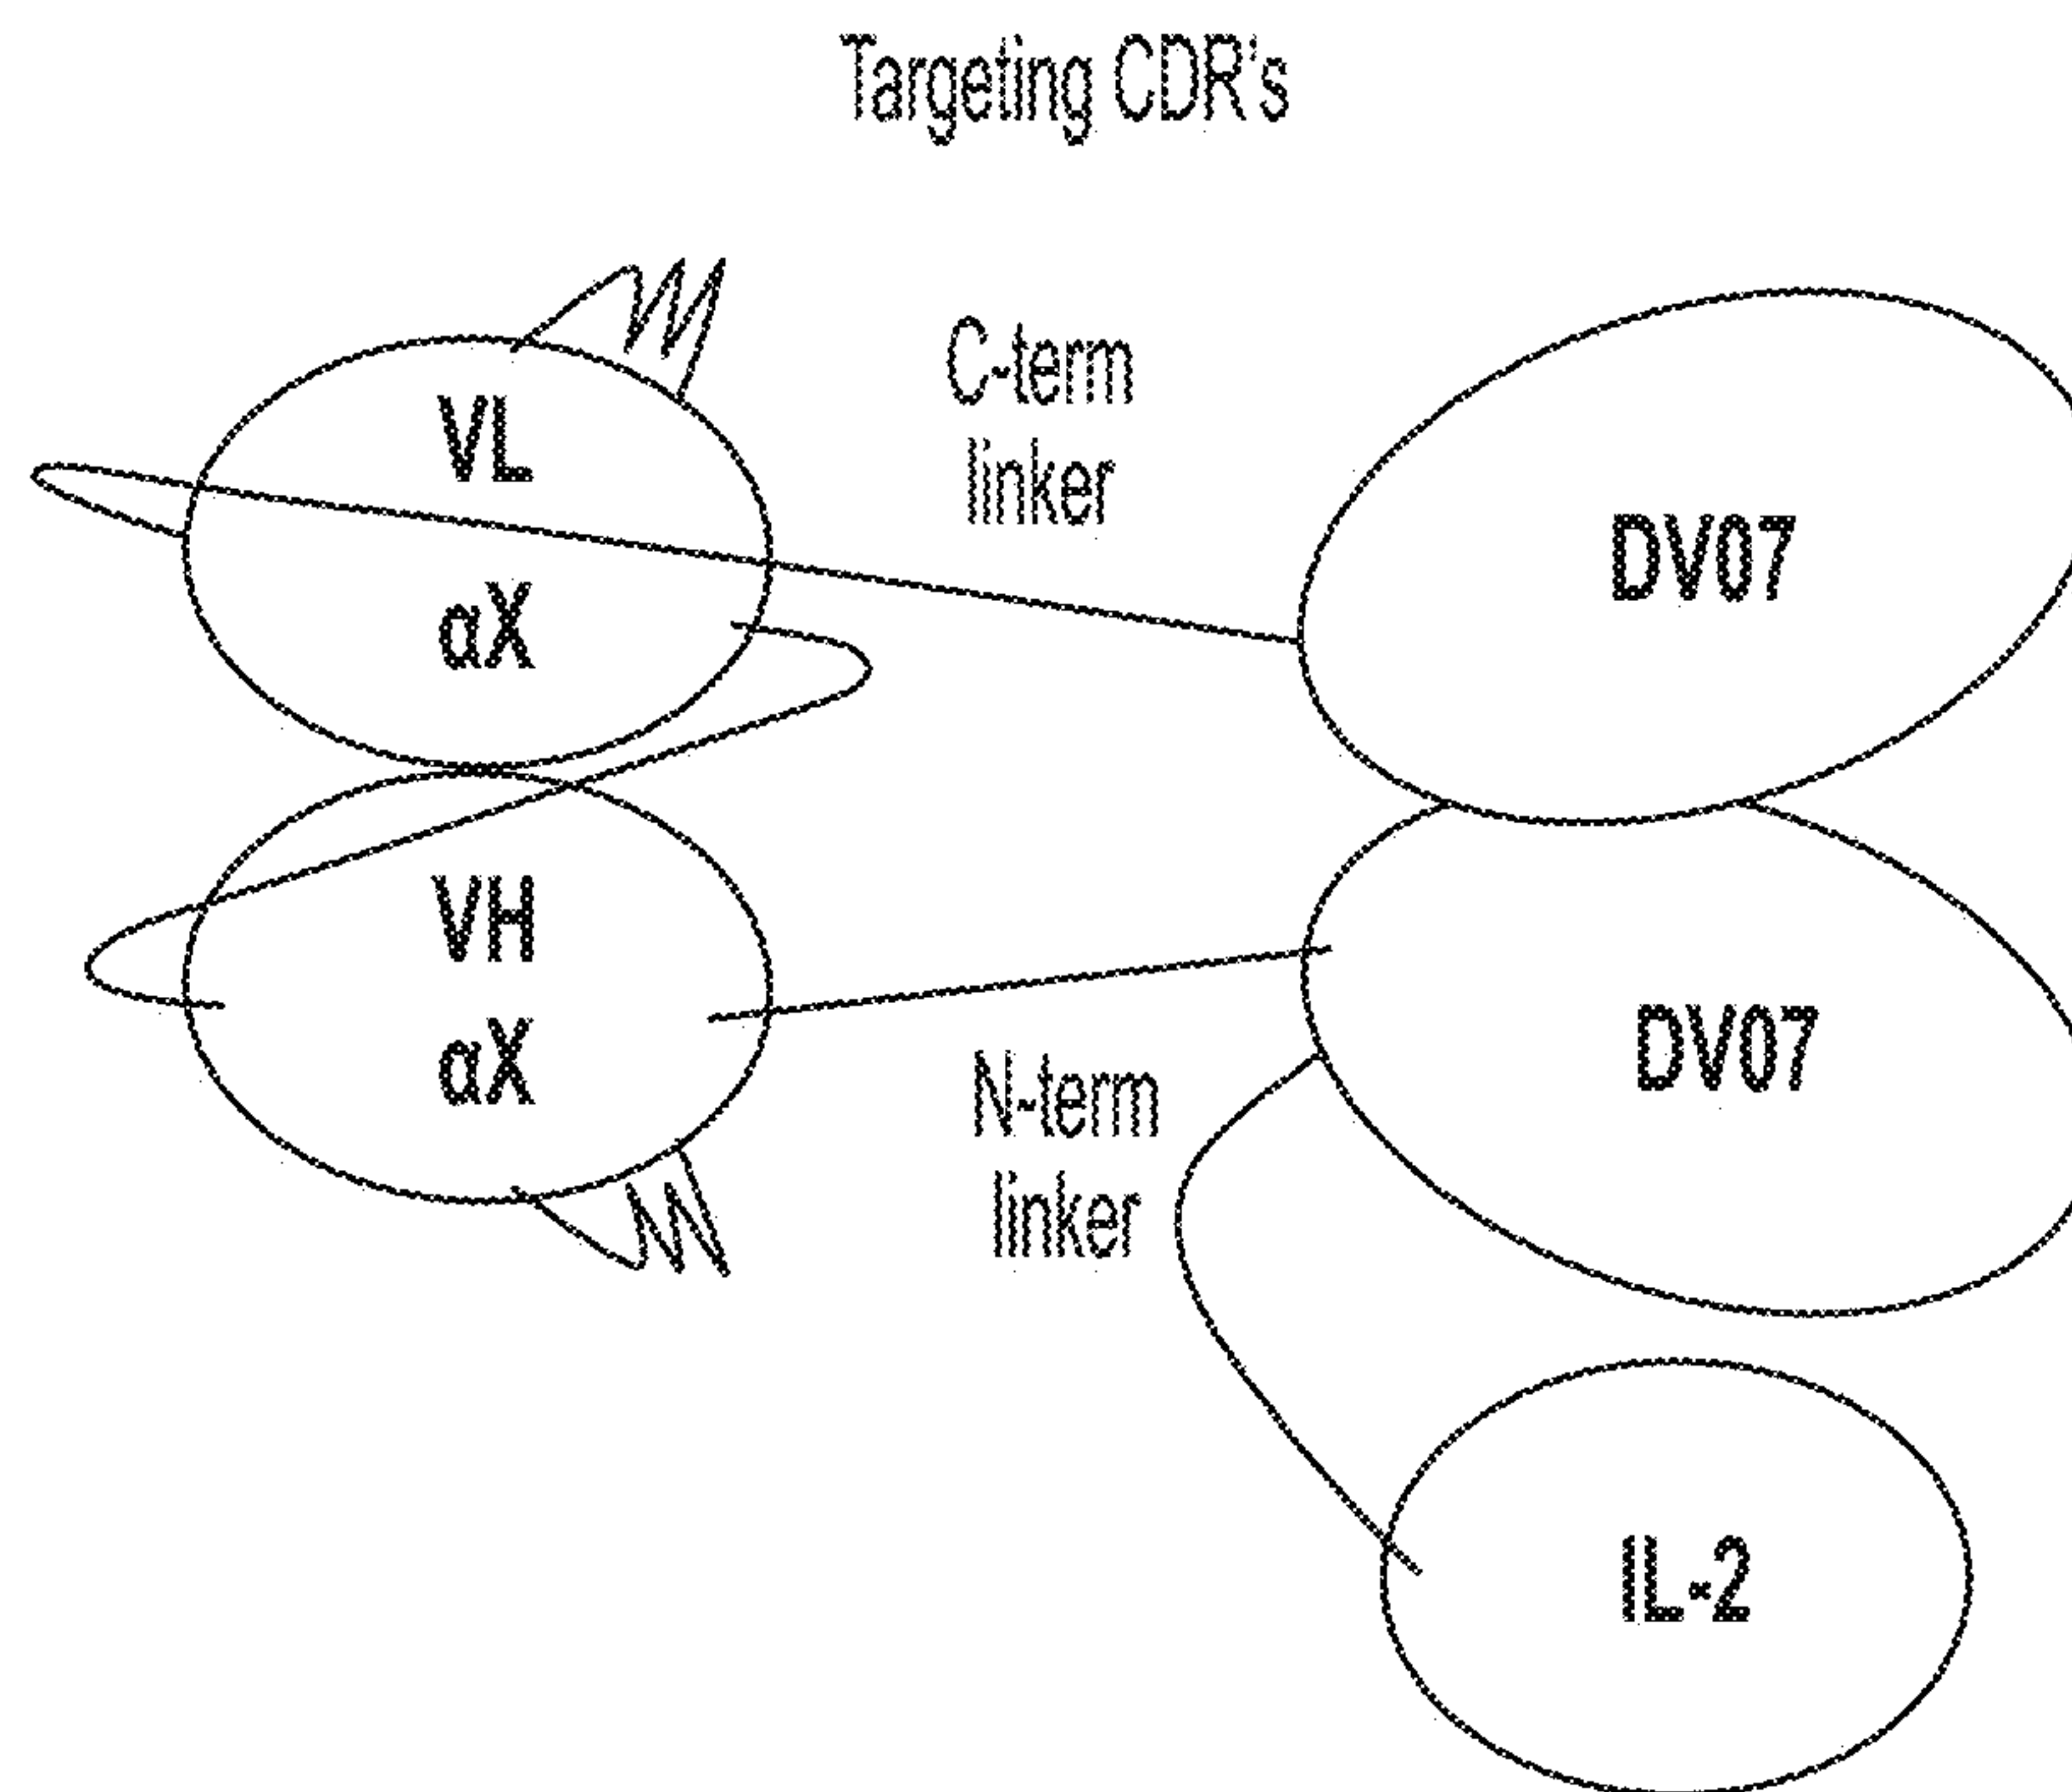 Targeting CDR's
VL
αX
C-term
linker
DV07
VH
αX
N-term
linker
DV07
IL-2